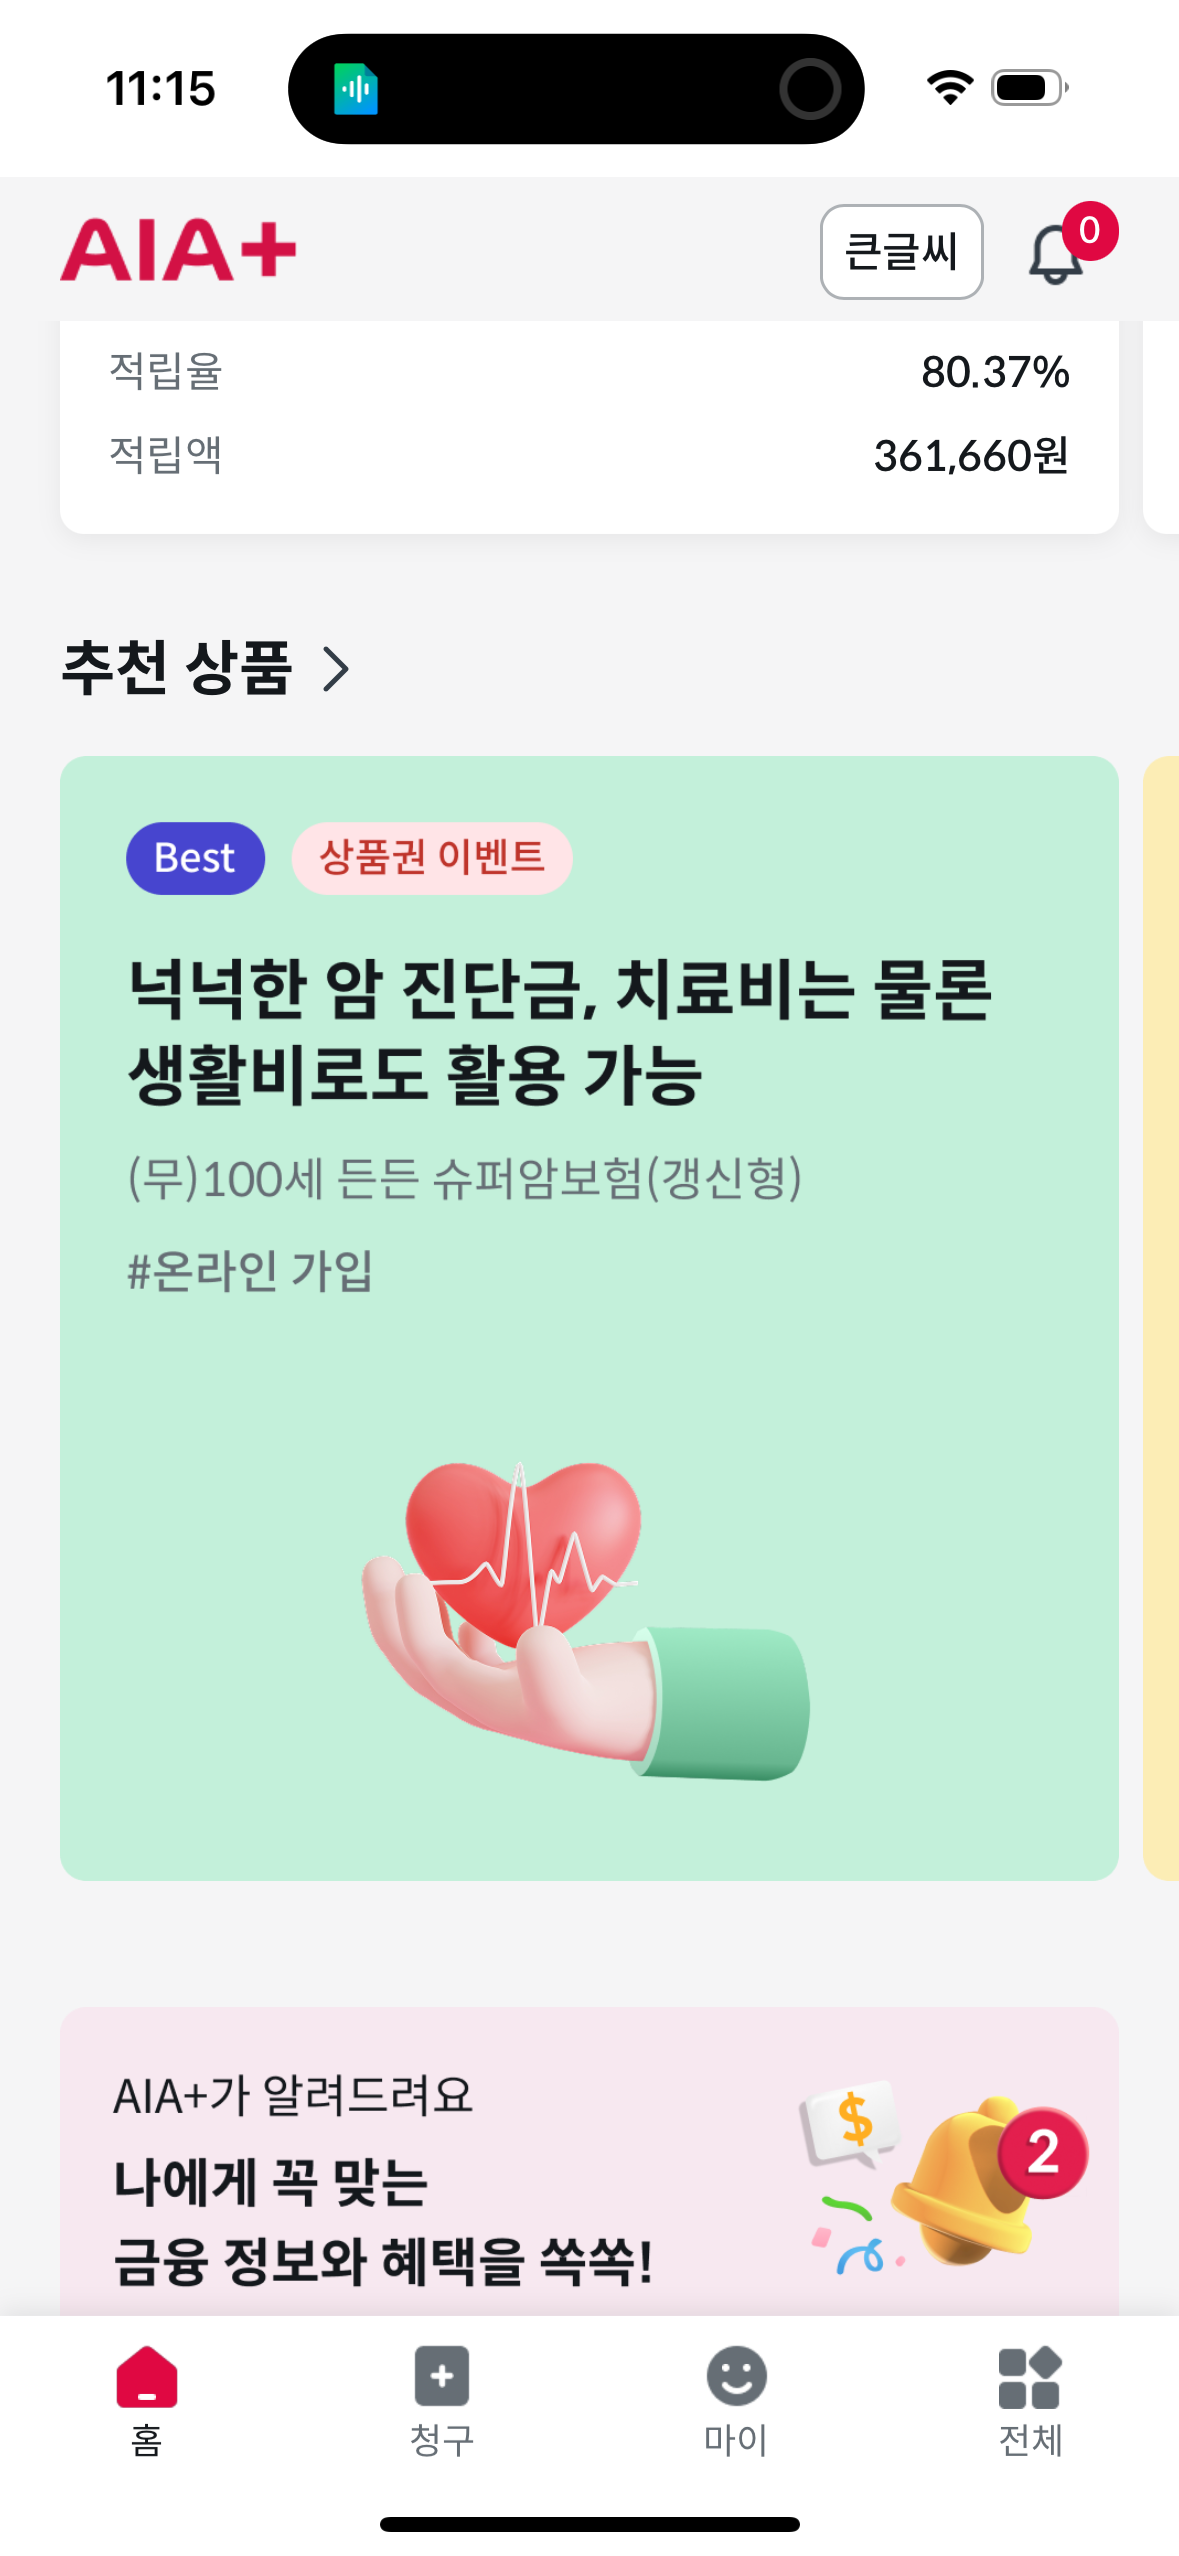 11:15
AIA+
큰글씨
0
적립율 80.37%
적립액 361,660원
추천 상품
Best 상품권 이벤트
넉넉한 암 진단금, 치료비는 물론
생활비로도 활용 가능
(무)100세 든든 슈퍼암보험(갱신형)
#온라인 가입
AIA+가 알려드려요
나에게 꼭 맞는
금융 정보와 혜택을 쏙쏙!
$
2
홈 청구 마이 전체